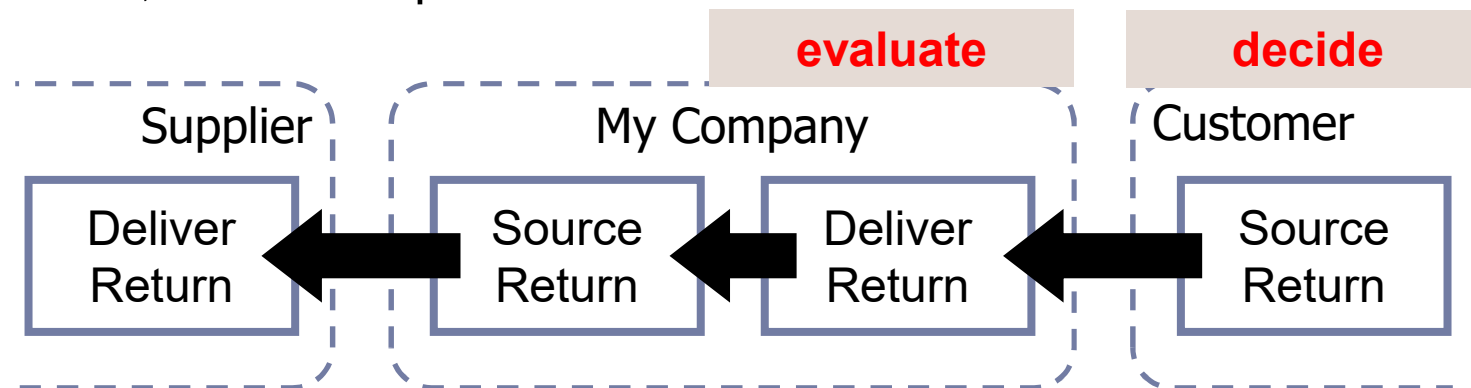 evaluate decide
Supplier My Company Customer
Deliver Source Deliver Source
Return Return Return Return